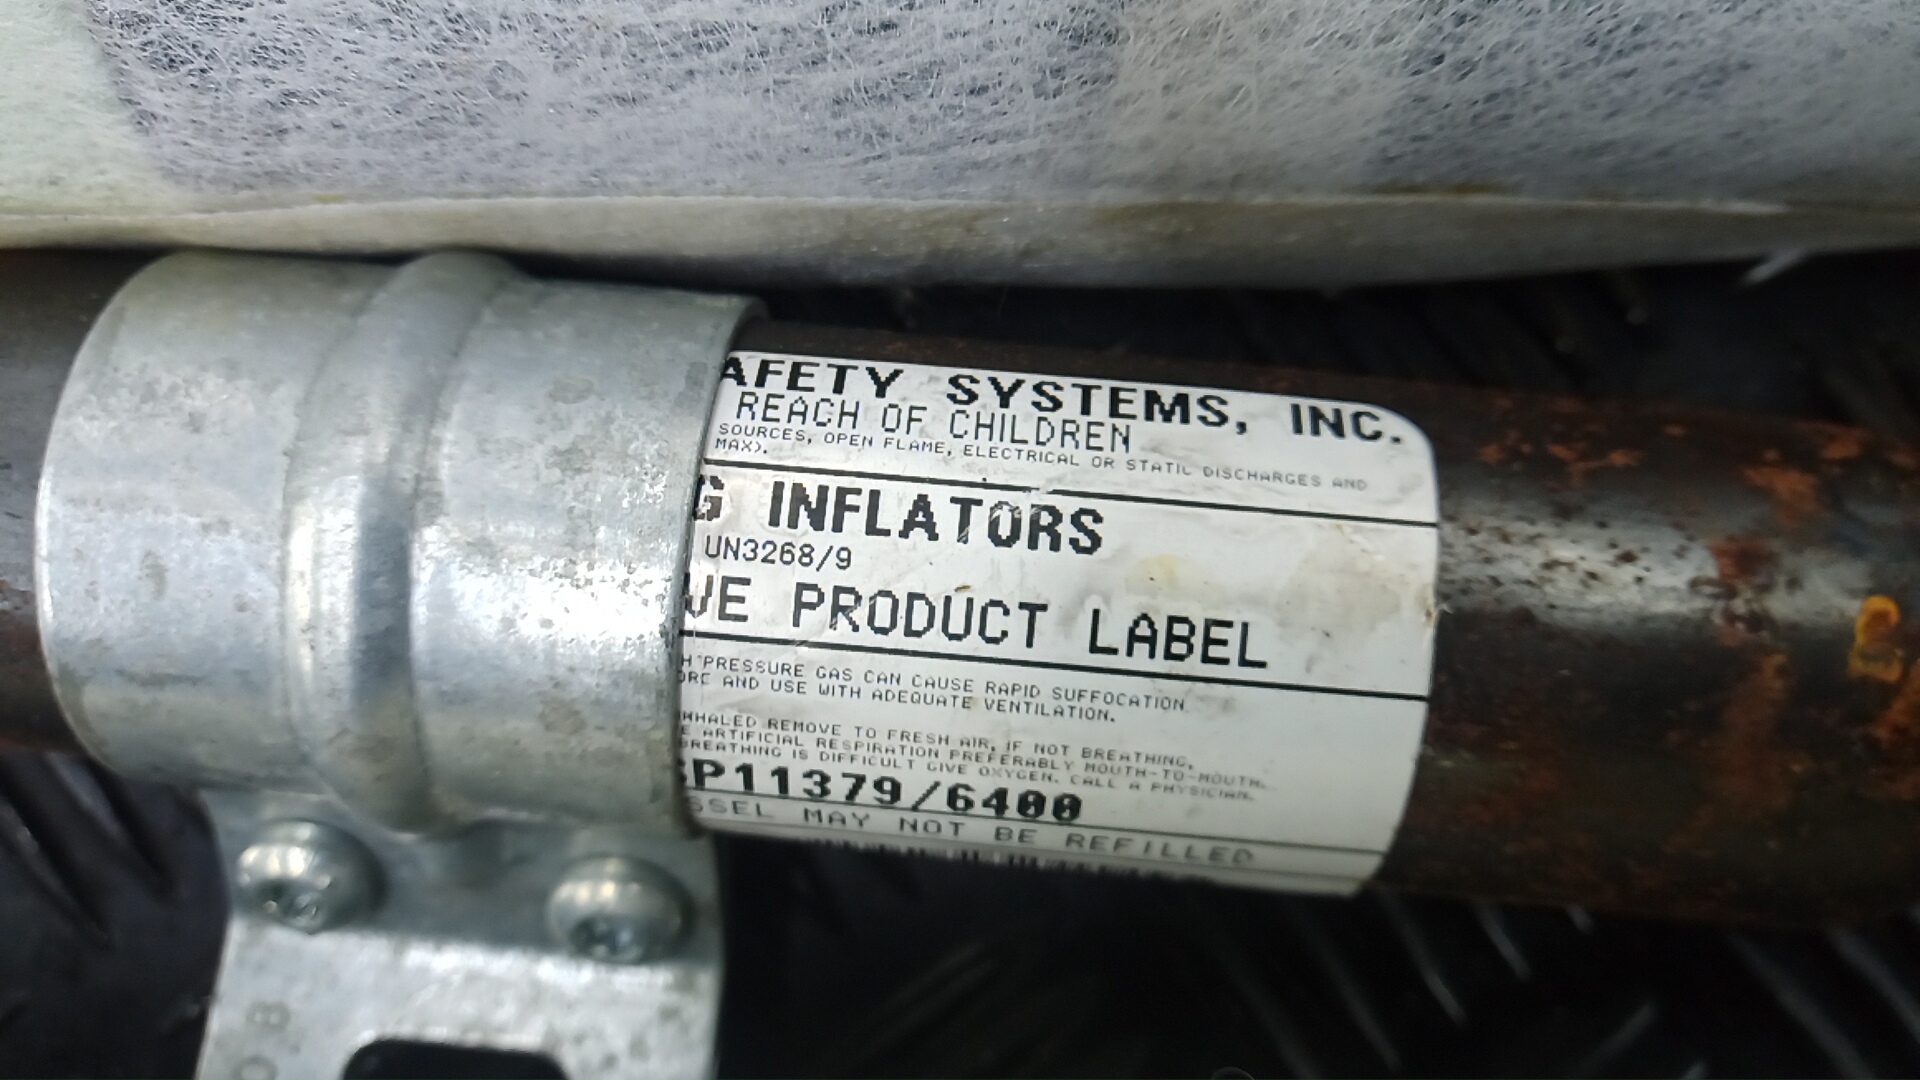 AFETY SYSTEMS, INC.
REACH OF CHILDREN
SOURCES, OPEN FLAME, ELECTRICAL OR STATIC DISCHARGES AND
MAX).
G INFLATORS
UN3268/9
VE PRODUCT LABEL
H PRESSURE GAS CAN CAUSE RAPID SUFFOCATION
ORE AND USE WITH ADEQUATE VENTILATION.
NHALED REMOVE TO FRESH AIR, IF NOT BREATHING,
E ARTIFICIAL RESPIRATION PREFERABLY MOUTH-TO-MOUTH.
BREATHING IS DIFFICULT GIVE OXYGEN. CALL A PHYSICIAN.
SP11379/6400
SSEL MAY NOT BE REFILLED
08